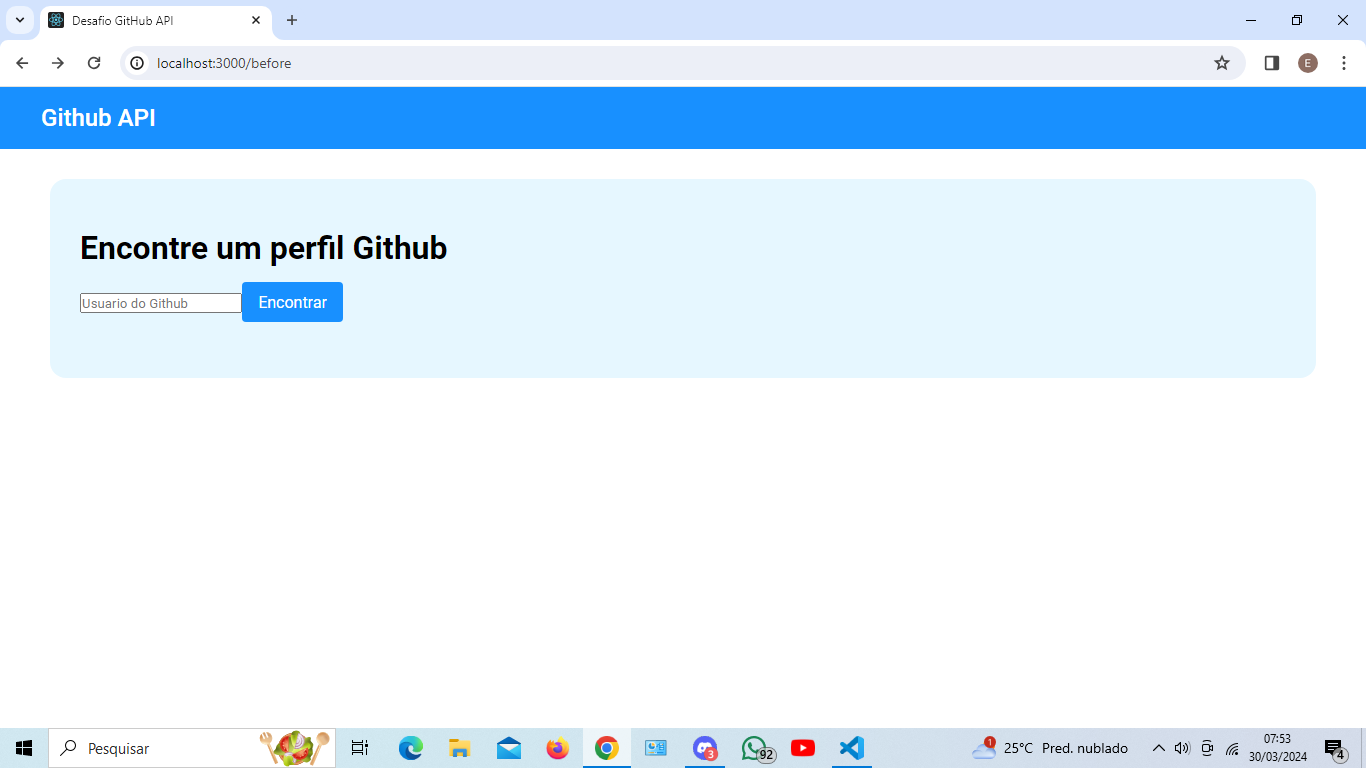 Desafio GitHub API
localhost:3000/before
E
Github API
Encontre um perfil Github
Usuario do Github
Encontrar
Pesquisar
3
92
1
25°C Pred. nublado
07:53
30/03/2024
4